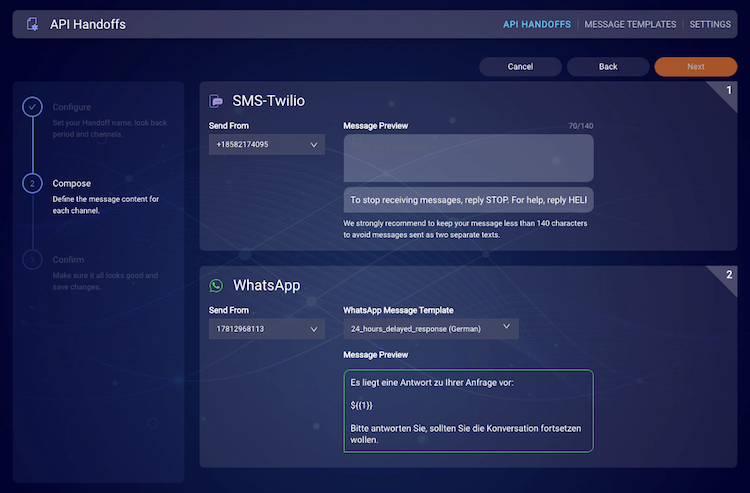 API Handoffs
API HANDOFFS
MESSAGE TEMPLATES
SETTINGS
Cancel
Back
Next
Configure
Set your Handoff name, look back
period and channels.
2
Compose
Define the message content for
each channel.
3
Confirm
Make sure it all looks good and
save changes.
SMS-Twilio
1
Send From
+18582174095
Message Preview
70/140
To stop receiving messages, reply STOP. For help, reply HELI
We strongly recommend to keep your message less than 140 characters
to avoid messages sent as two separate texts.
WhatsApp
2
Send From
17812968113
WhatsApp Message Template
24_hours_delayed_response (German)
Message Preview
Es liegt eine Antwort zu Ihrer Anfrage vor:
${{1}}
Bitte antworten Sie, sollten Sie die Konversation fortsetzen
wollen.